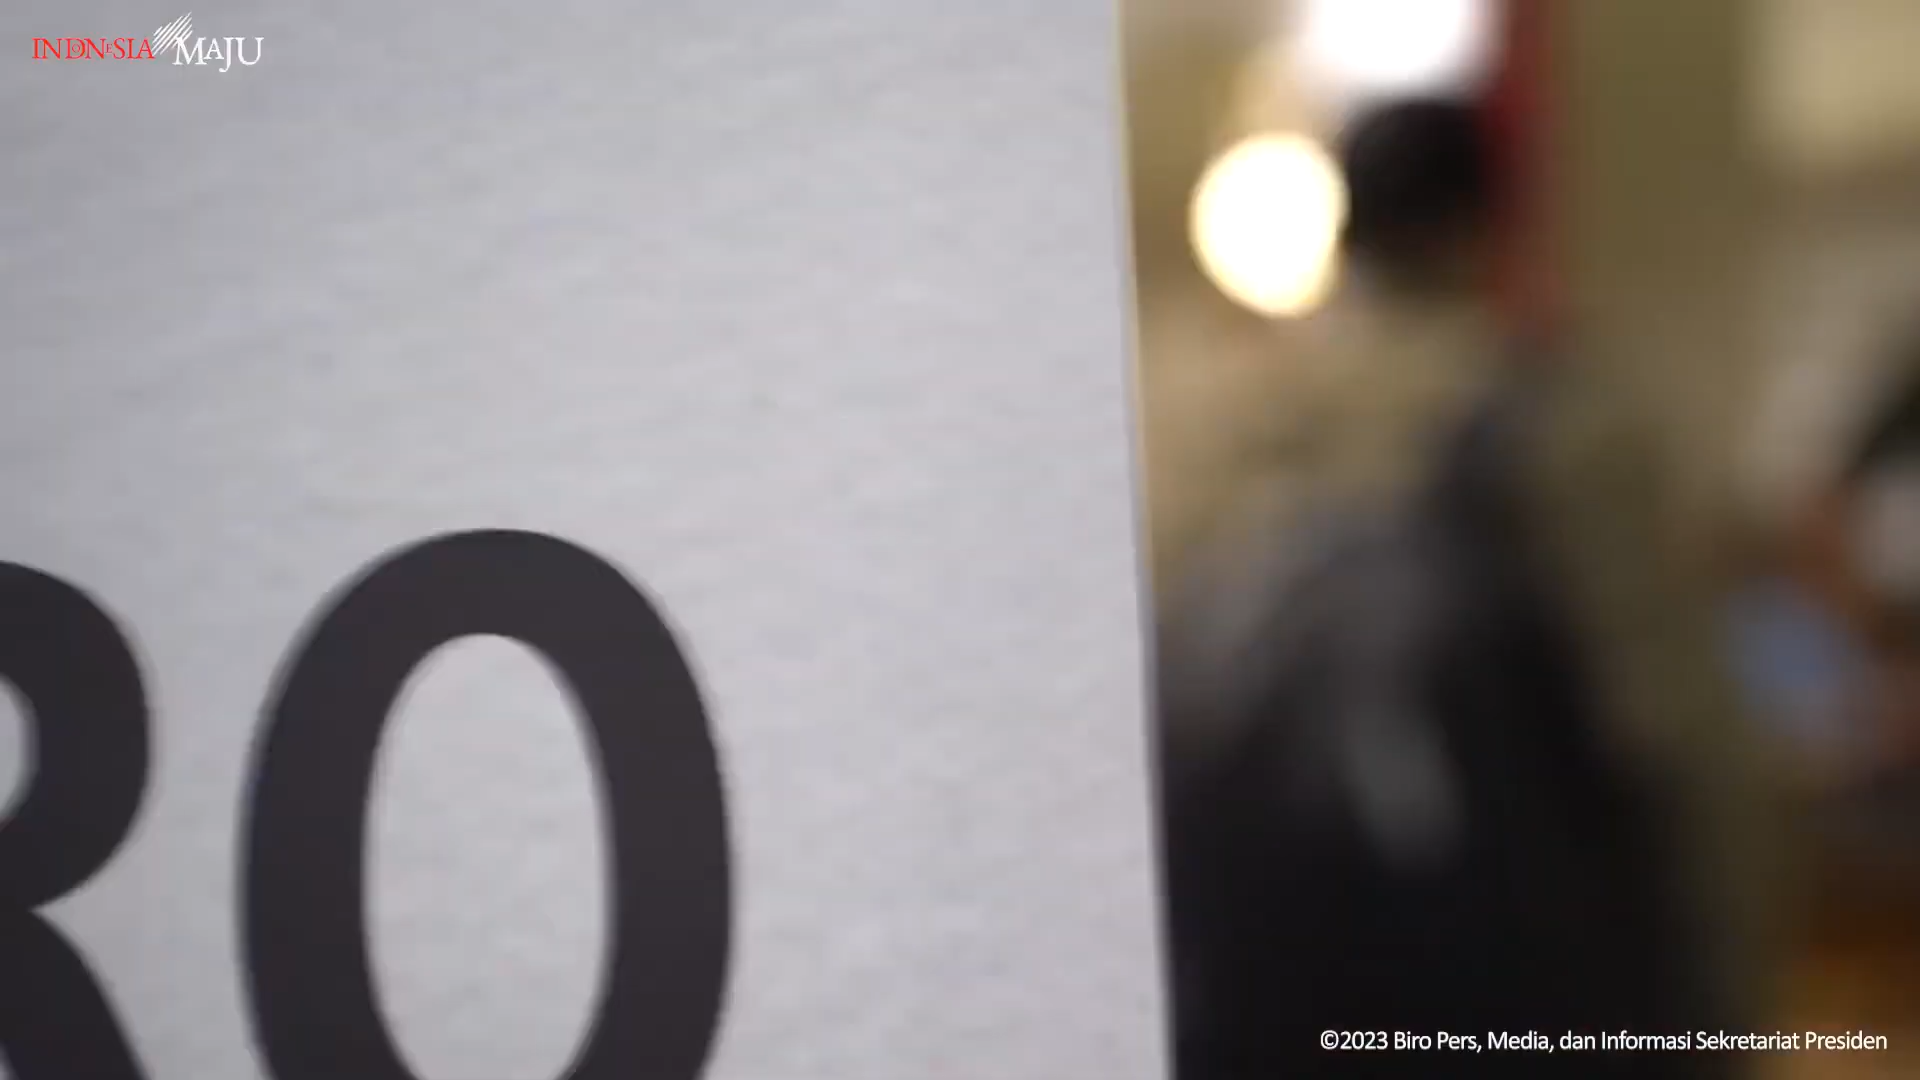 INDONESIA MAJU
RO
©2023 Biro Pers, Media, dan Informasi Sekretariat Presiden